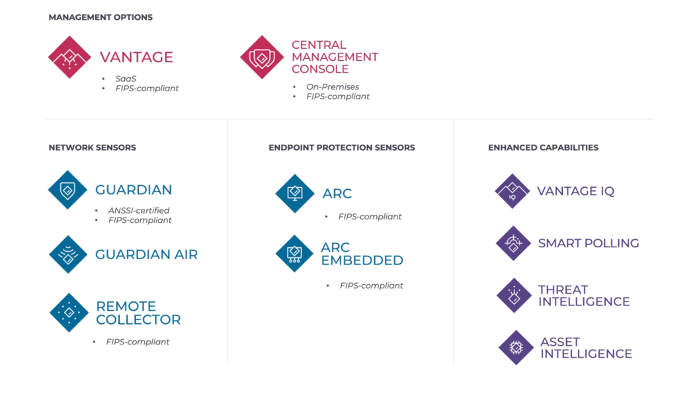 MANAGEMENT OPTIONS
VANTAGE
• SaaS
• FIPS-compliant
CENTRAL
MANAGEMENT
CONSOLE
• On-Premises
• FIPS-compliant
NETWORK SENSORS
GUARDIAN
• ANSSI-certified
• FIPS-compliant
GUARDIAN AIR
REMOTE
COLLECTOR
• FIPS-compliant
ENDPOINT PROTECTION SENSORS
ARC
• FIPS-compliant
ARC
EMBEDDED
• FIPS-compliant
ENHANCED CAPABILITIES
IQ
VANTAGE IQ
SMART POLLING
THREAT
INTELLIGENCE
ASSET
INTELLIGENCE